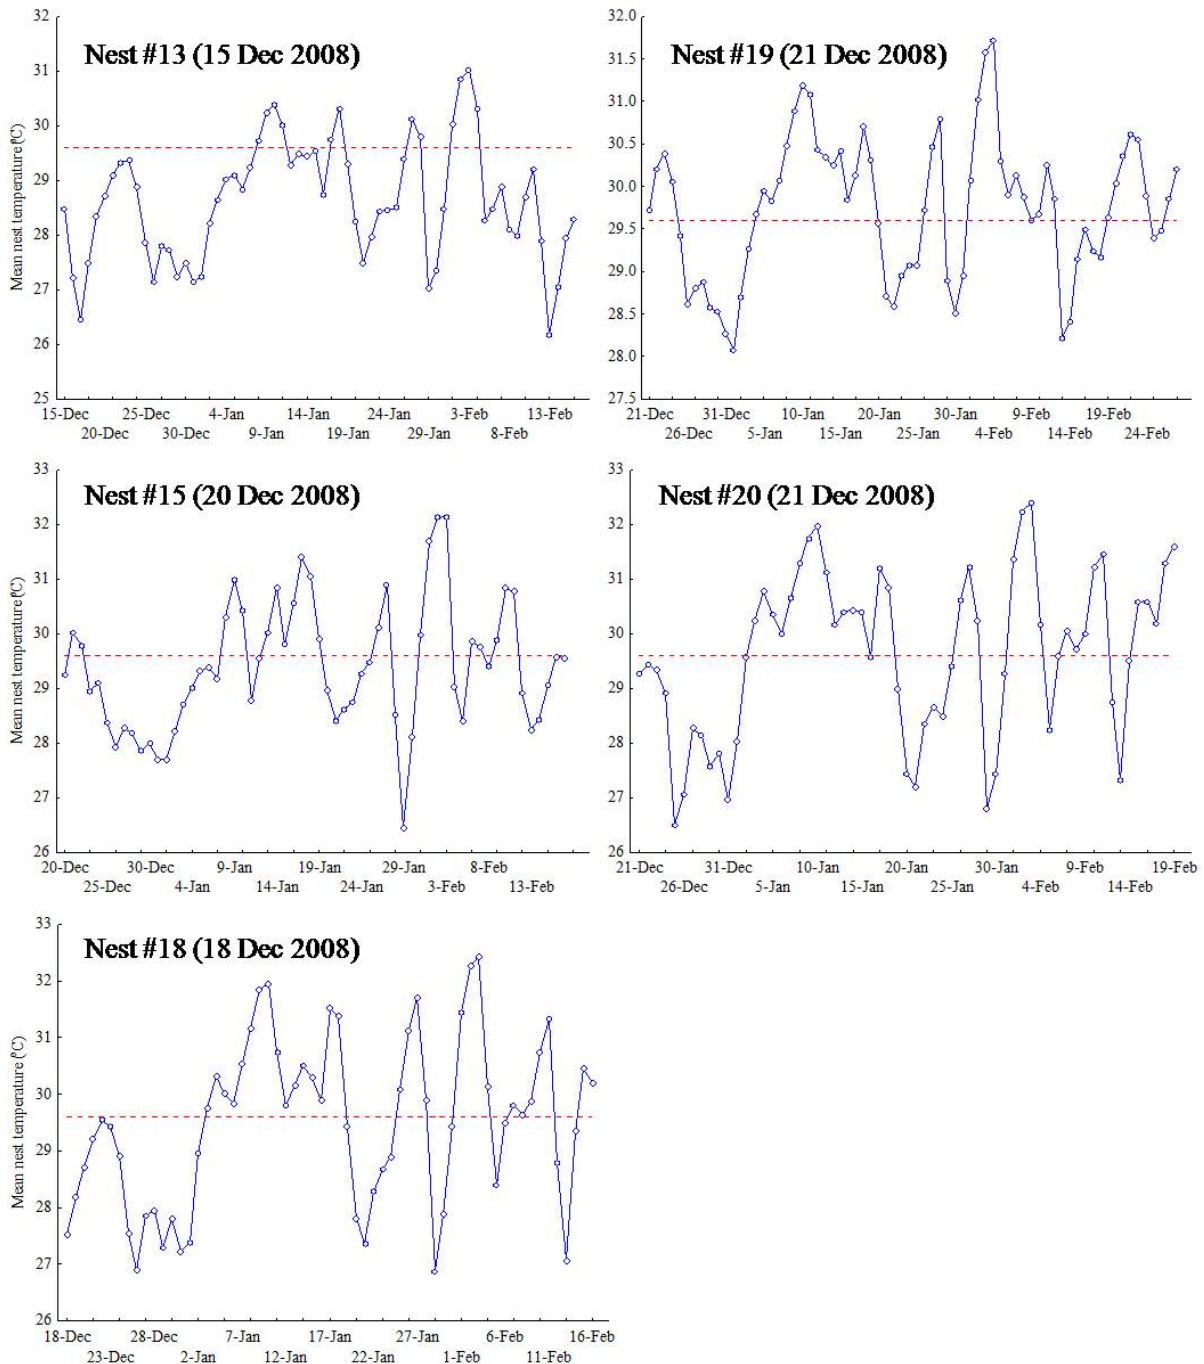 Nest #13 (15 Dec 2008)
Mean nest temperature (ºC)
32
31
30
29
28
27
26
25
15-Dec 25-Dec 4-Jan 14-Jan 24-Jan 3-Feb 13-Feb
20-Dec 30-Dec 9-Jan 19-Jan 29-Jan 8-Feb
Nest #19 (21 Dec 2008)
32.0
31.5
31.0
30.5
30.0
29.5
29.0
28.5
28.0
27.5
21-Dec 31-Dec 10-Jan 20-Jan 30-Jan 9-Feb 19-Feb
26-Dec 5-Jan 15-Jan 25-Jan 4-Feb 14-Feb 24-Feb
Nest #15 (20 Dec 2008)
Mean nest temperature (ºC)
33
32
31
30
29
28
27
26
20-Dec 30-Dec 9-Jan 19-Jan 29-Jan 8-Feb
25-Dec 4-Jan 14-Jan 24-Jan 3-Feb 13-Feb
Nest #20 (21 Dec 2008)
33
32
31
30
29
28
27
26
21-Dec 31-Dec 10-Jan 20-Jan 30-Jan 9-Feb 19-Feb
26-Dec 5-Jan 15-Jan 25-Jan 4-Feb 14-Feb
Nest #18 (18 Dec 2008)
Mean nest temperature (ºC)
33
32
31
30
29
28
27
26
18-Dec 28-Dec 7-Jan 17-Jan 27-Jan 6-Feb 16-Feb
23-Dec 2-Jan 12-Jan 22-Jan 1-Feb 11-Feb